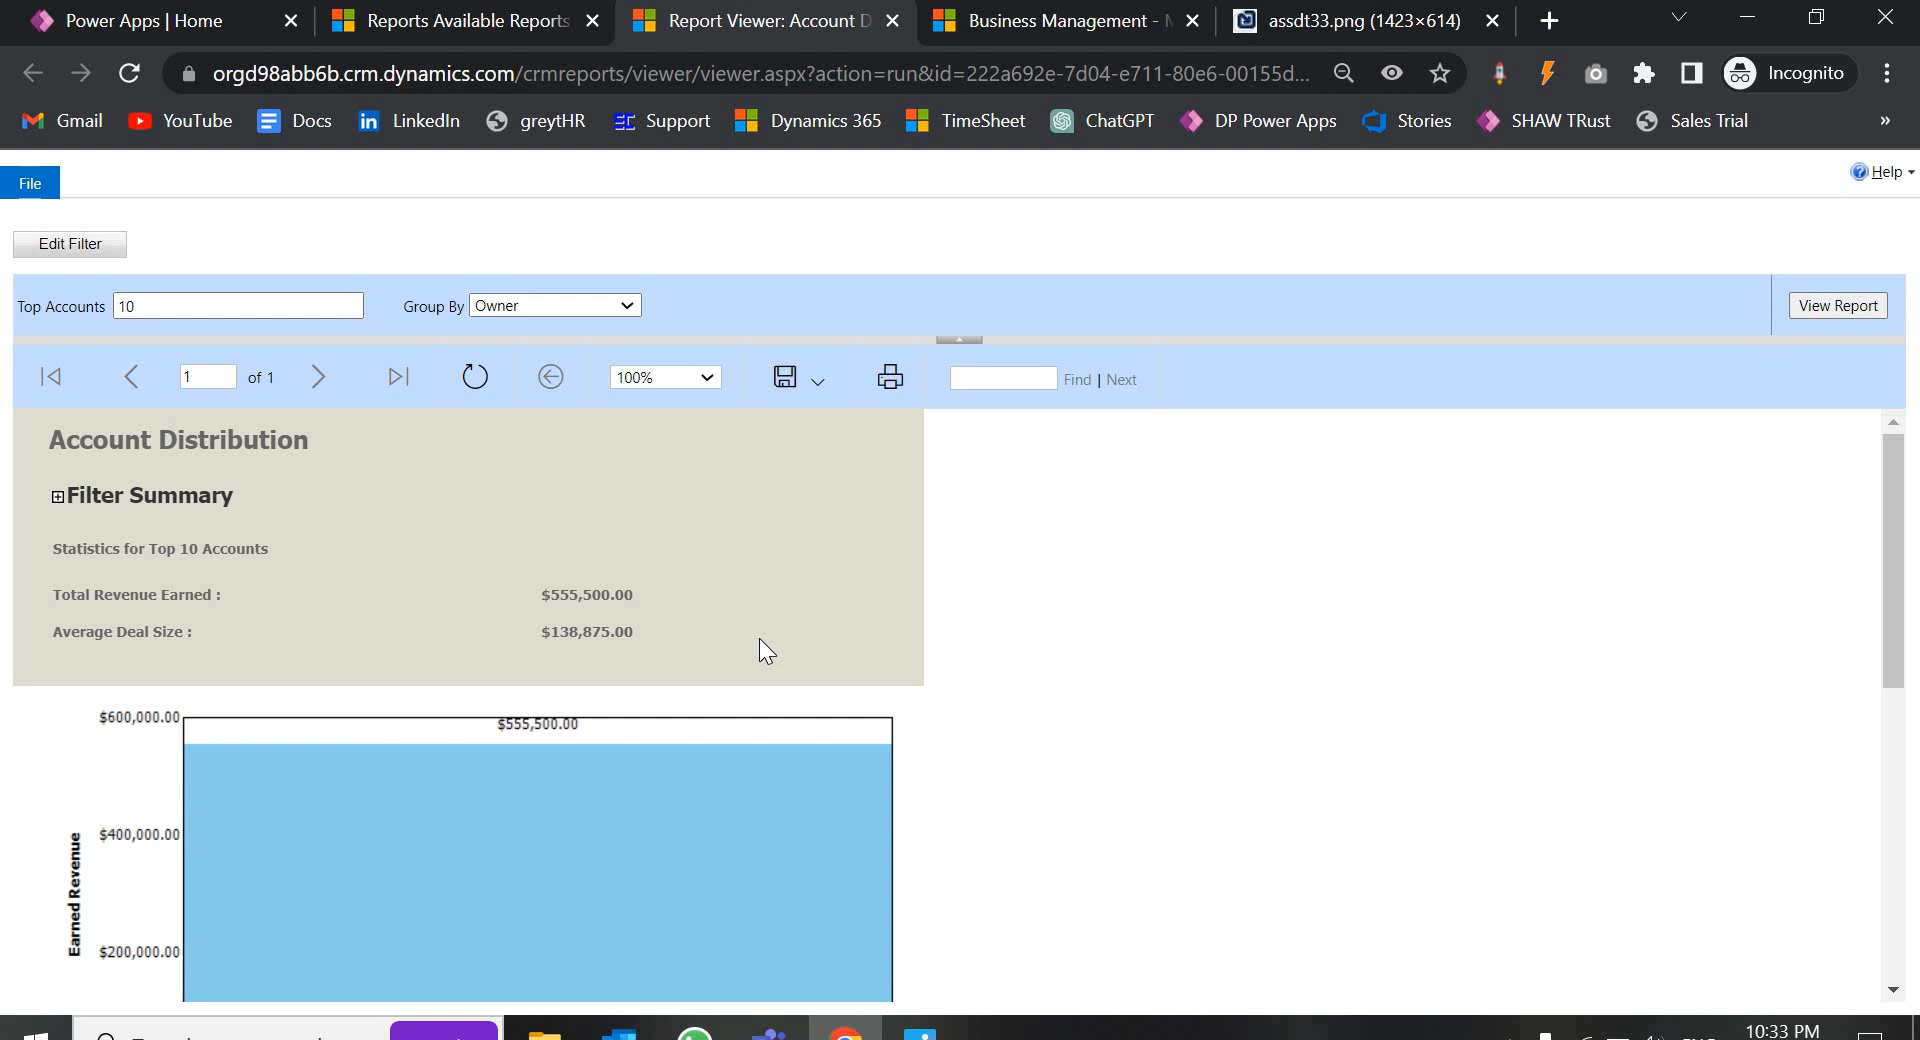 Power Apps | Home
Reports Available Reports
Report Viewer: Account D
Business Management -
assdt33.png (1423×614)
orgd98abb6b.crm.dynamics.com/crmreports/viewer/viewer.aspx?action=run&id=222a692e-7d04-e711-80e6-00155d...
Incognito
Gmail
YouTube
Docs
LinkedIn
greytHR
Support
Dynamics 365
TimeSheet
ChatGPT
DP Power Apps
Stories
SHAW TRust
Sales Trial
»
File
Help
Edit Filter
Top Accounts 10
Group By Owner
View Report
1 of 1
100%
Find | Next
Account Distribution
Filter Summary
Statistics for Top 10 Accounts
Total Revenue Earned : $555,500.00
Average Deal Size : $138,875.00
$600,000.00
$555,500.00
$400,000.00
Earned Revenue
$200,000.00
10:33 PM